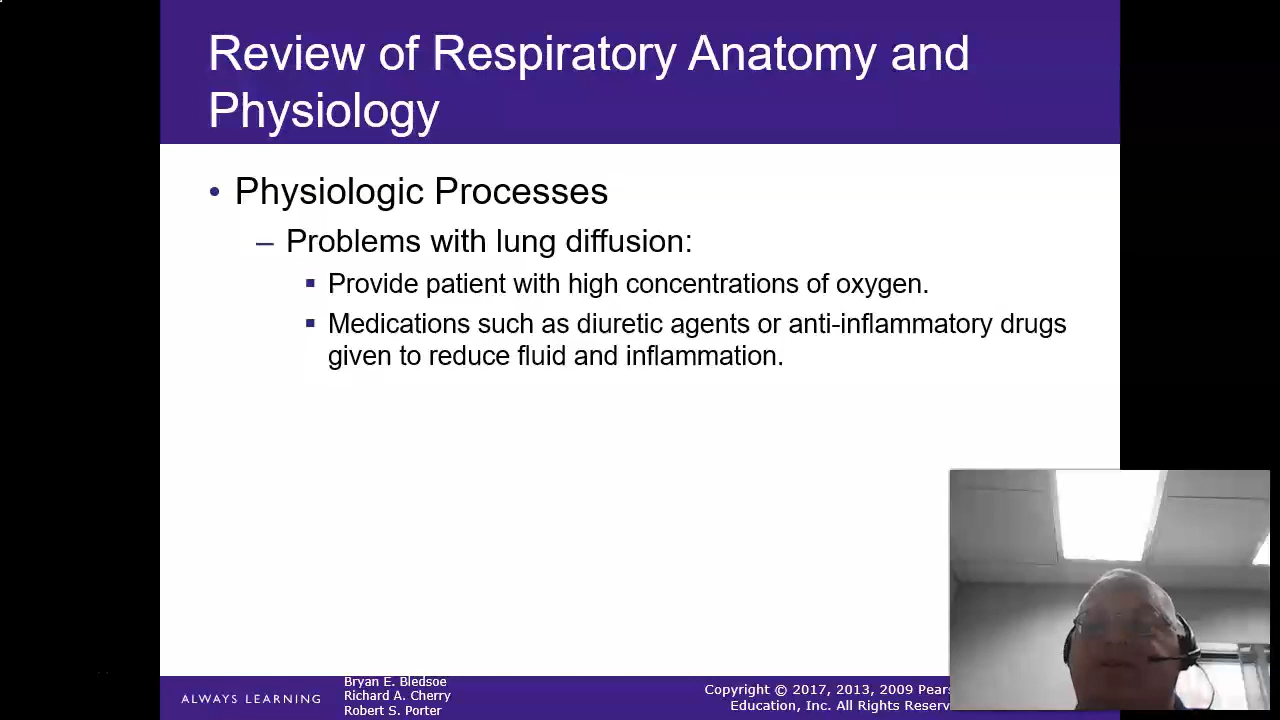 Review of Respiratory Anatomy and
Physiology
• Physiologic Processes
– Problems with lung diffusion:
▪ Provide patient with high concentrations of oxygen.
▪ Medications such as diuretic agents or anti-inflammatory drugs
given to reduce fluid and inflammation.
ALWAYS LEARNING
Bryan E. Bledsoe
Richard A. Cherry
Robert S. Porter
Copyright © 2017, 2013, 2009 Pears
Education, Inc. All Rights Reserv